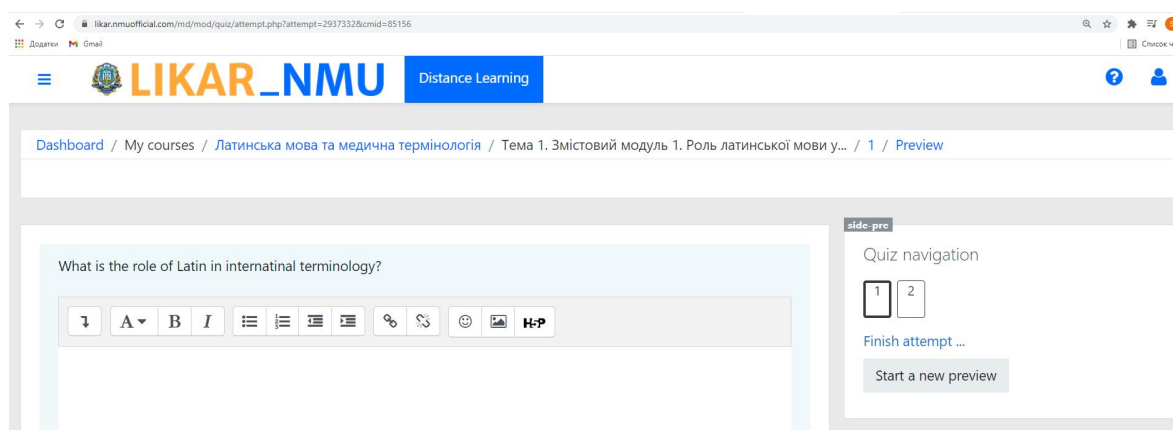 likar.nmuofficial.com/md/mod/quiz/attempt.php?attempt=2937332&cmid=85156
Додатки Gmail
Список
LIKAR_NMU Distance Learning
Dashboard / My courses / Латинська мова та медична термінологія / Тема 1. Змістовий модуль 1. Роль латинської мови у... / 1 / Preview
side-pre
Quiz navigation
What is the role of Latin in internatinal terminology?
1 2
A B I H5P
Finish attempt ...
Start a new preview